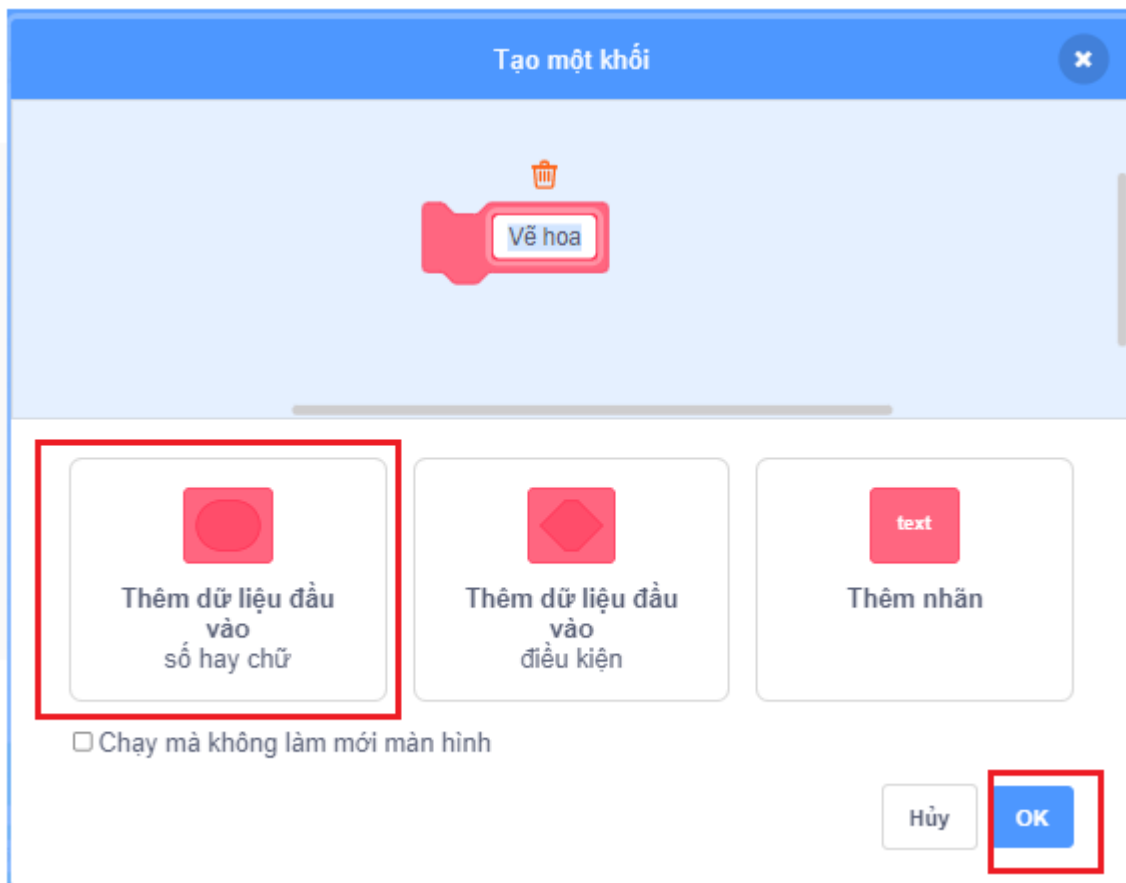 Tạo một khối
Vẽ hoa
Thêm dữ liệu đầu
vào
số hay chữ
Thêm dữ liệu đầu
vào
điều kiện
text
Thêm nhãn
Chạy mà không làm mới màn hình
Hủy
OK